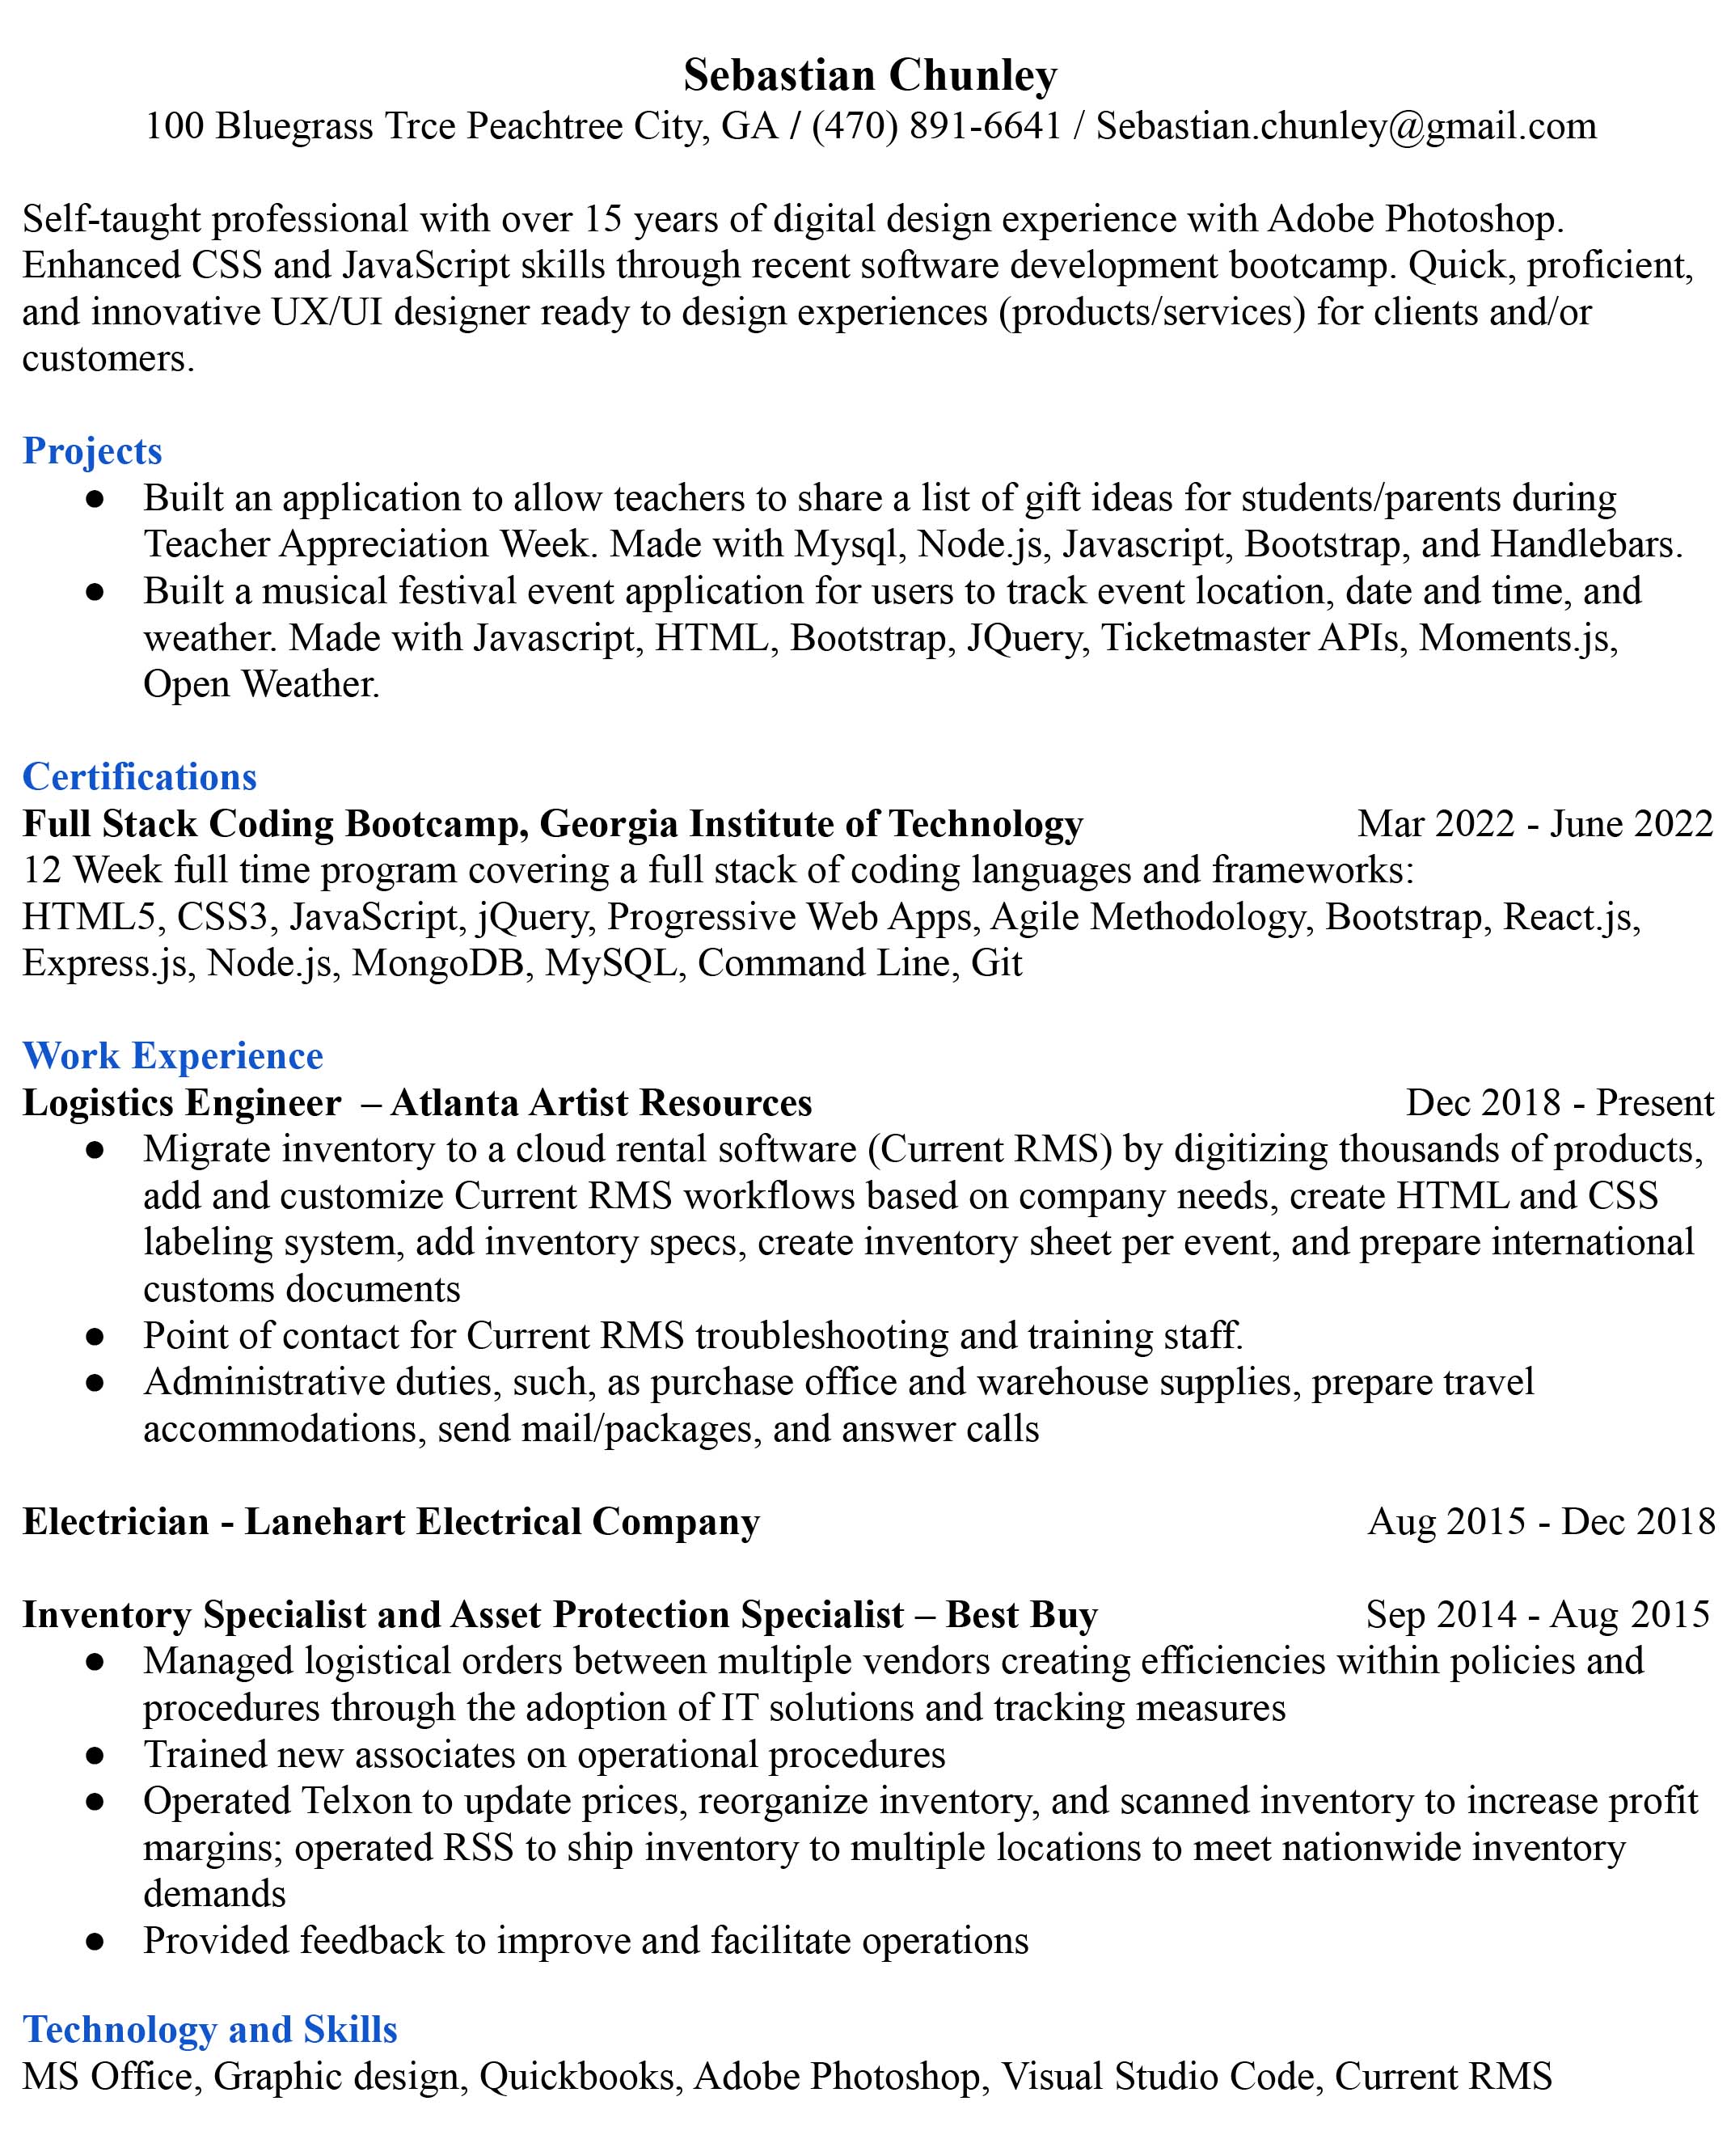 Sebastian Chunley
100 Bluegrass Trce Peachtree City, GA / (470) 891-6641 / Sebastian.chunley@gmail.com
Self-taught professional with over 15 years of digital design experience with Adobe Photoshop.
Enhanced CSS and JavaScript skills through recent software development bootcamp. Quick, proficient,
and innovative UX/UI designer ready to design experiences (products/services) for clients and/or
customers.
Projects
● Built an application to allow teachers to share a list of gift ideas for students/parents during
Teacher Appreciation Week. Made with Mysql, Node.js, Javascript, Bootstrap, and Handlebars.
● Built a musical festival event application for users to track event location, date and time, and
weather. Made with Javascript, HTML, Bootstrap, JQuery, Ticketmaster APIs, Moments.js,
Open Weather.
Certifications
Full Stack Coding Bootcamp, Georgia Institute of Technology Mar 2022 - June 2022
12 Week full time program covering a full stack of coding languages and frameworks:
HTML5, CSS3, JavaScript, jQuery, Progressive Web Apps, Agile Methodology, Bootstrap, React.js,
Express.js, Node.js, MongoDB, MySQL, Command Line, Git
Work Experience
Logistics Engineer – Atlanta Artist Resources Dec 2018 - Present
● Migrate inventory to a cloud rental software (Current RMS) by digitizing thousands of products,
add and customize Current RMS workflows based on company needs, create HTML and CSS
labeling system, add inventory specs, create inventory sheet per event, and prepare international
customs documents
● Point of contact for Current RMS troubleshooting and training staff.
● Administrative duties, such, as purchase office and warehouse supplies, prepare travel
accommodations, send mail/packages, and answer calls
Electrician - Lanehart Electrical Company Aug 2015 - Dec 2018
Inventory Specialist and Asset Protection Specialist – Best Buy Sep 2014 - Aug 2015
● Managed logistical orders between multiple vendors creating efficiencies within policies and
procedures through the adoption of IT solutions and tracking measures
● Trained new associates on operational procedures
● Operated Telxon to update prices, reorganize inventory, and scanned inventory to increase profit
margins; operated RSS to ship inventory to multiple locations to meet nationwide inventory
demands
● Provided feedback to improve and facilitate operations
Technology and Skills
MS Office, Graphic design, Quickbooks, Adobe Photoshop, Visual Studio Code, Current RMS